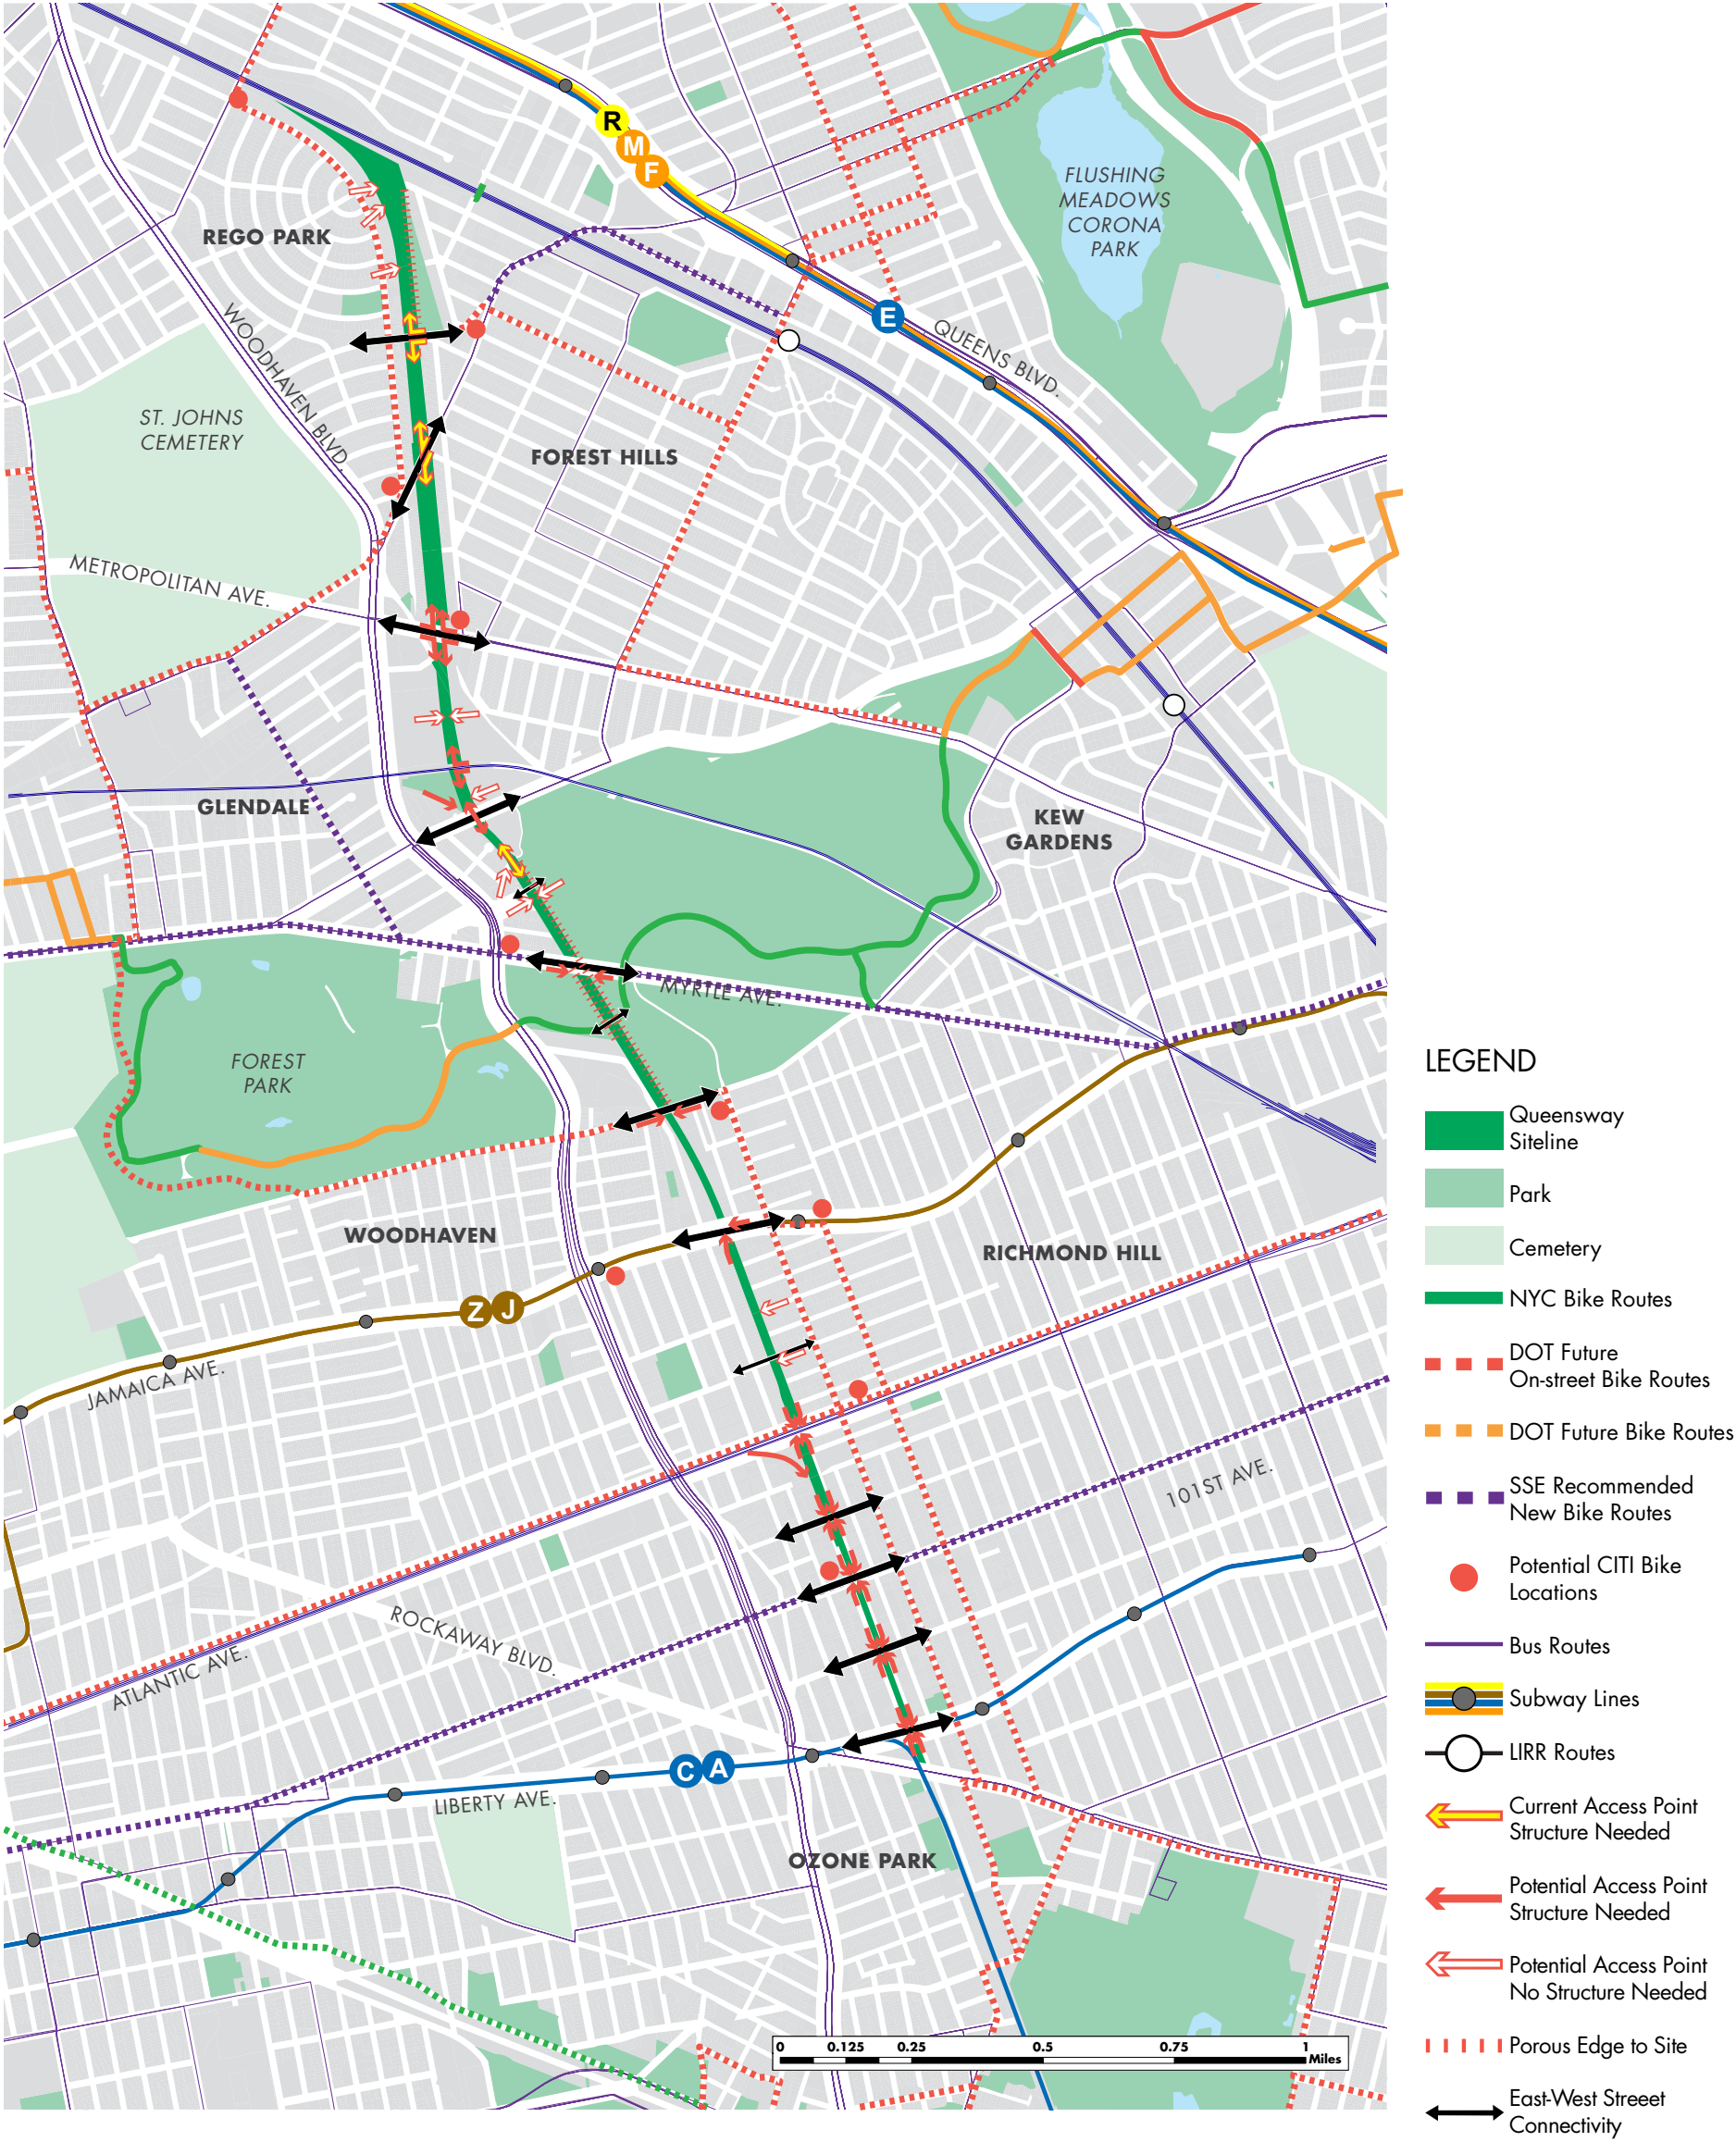 R
M
F
FLUSHING
MEADOWS
CORONA
PARK
REGO PARK
E
QUEENS BLVD.
WOODHAVEN BLVD.
ST. JOHNS
CEMETERY
FOREST HILLS
METROPOLITAN AVE.
GLENDALE
KEW
GARDENS
MYRTLE AVE.
FOREST
PARK
WOODHAVEN
RICHMOND HILL
Z J
JAMAICA AVE.
101ST AVE.
ROCKAWAY BLVD.
ATLANTIC AVE.
C A
LIBERTY AVE.
OZONE PARK
0 0.125 0.25 0.5 0.75 1
Miles
LEGEND
Queensway
Siteline
Park
Cemetery
NYC Bike Routes
DOT Future
On-street Bike Routes
DOT Future Bike Routes
SSE Recommended
New Bike Routes
Potential CITI Bike
Locations
Bus Routes
Subway Lines
LIRR Routes
Current Access Point
Structure Needed
Potential Access Point
Structure Needed
Potential Access Point
No Structure Needed
Porous Edge to Site
East-West Streeet
Connectivity